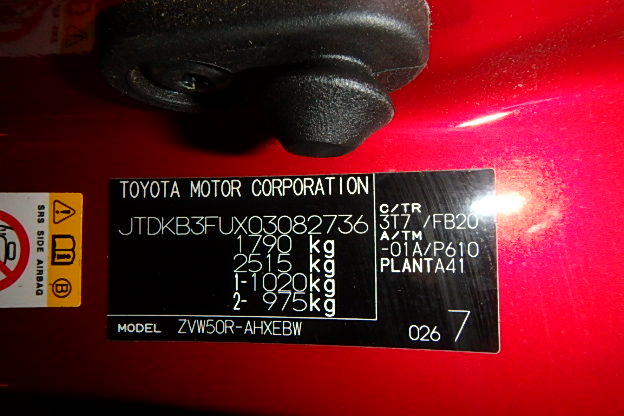 TOYOTA MOTOR CORPORATION
JTDKB3FUX03082736
1790 kg
2515 kg
1-1020kg
2- 975kg
C/TR
3T7 /FB20
A/TM
-01A/P610
PLANTA41
MODEL ZVW50R-AHXEBW
026 7
SRS SIDE AIRBAG
B